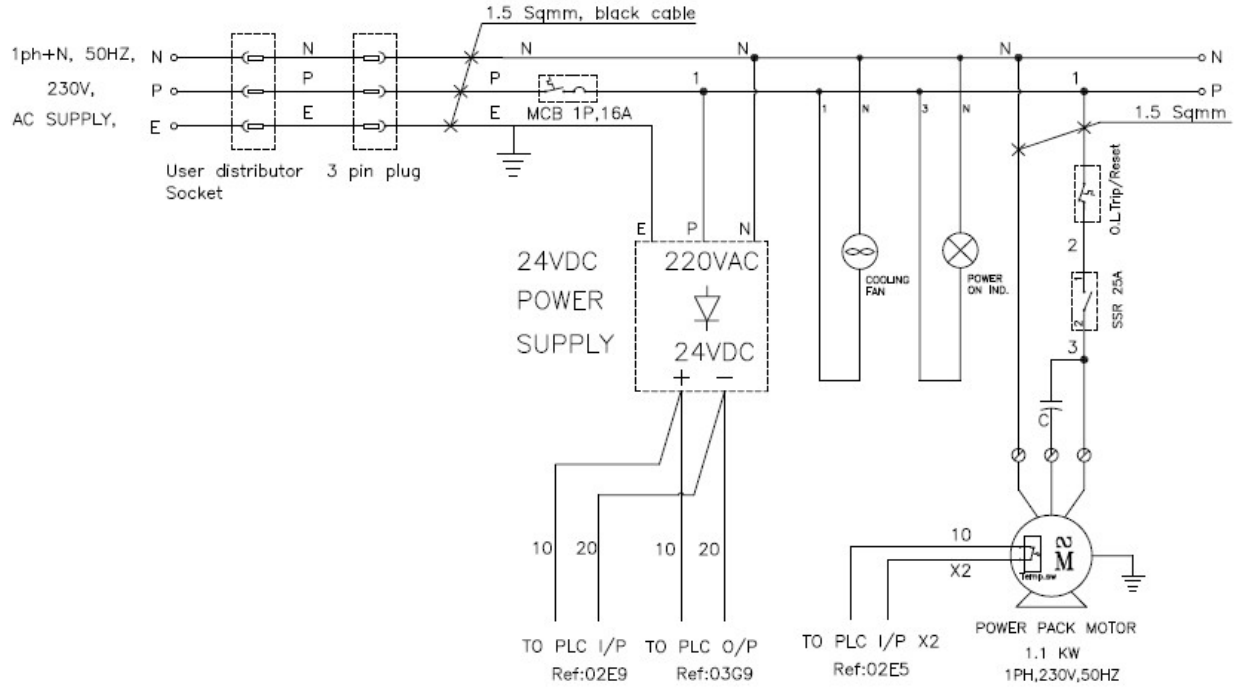 1.5 Sqmm, black cable
1ph+N, 50HZ, N
N
N
N
N
N
230V, P
P
P
1
1
P
AC SUPPLY, E
E
E
MCB 1P,16A
1
N
3
N
1.5 Sqmm
User distributor
Socket
3 pin plug
O.L.Trip/Reset
E P N
24VDC
POWER
SUPPLY
220VAC
24VDC
+ −
COOLING
FAN
POWER
ON IND.
2
1
2
SSR 25A
3
C
10 20 10 20
10
X2
Temp.sw
M
2
TO PLC I/P
Ref:02E9
TO PLC O/P
Ref:03G9
TO PLC I/P X2
Ref:02E5
POWER PACK MOTOR
1.1 KW
1PH,230V,50HZ